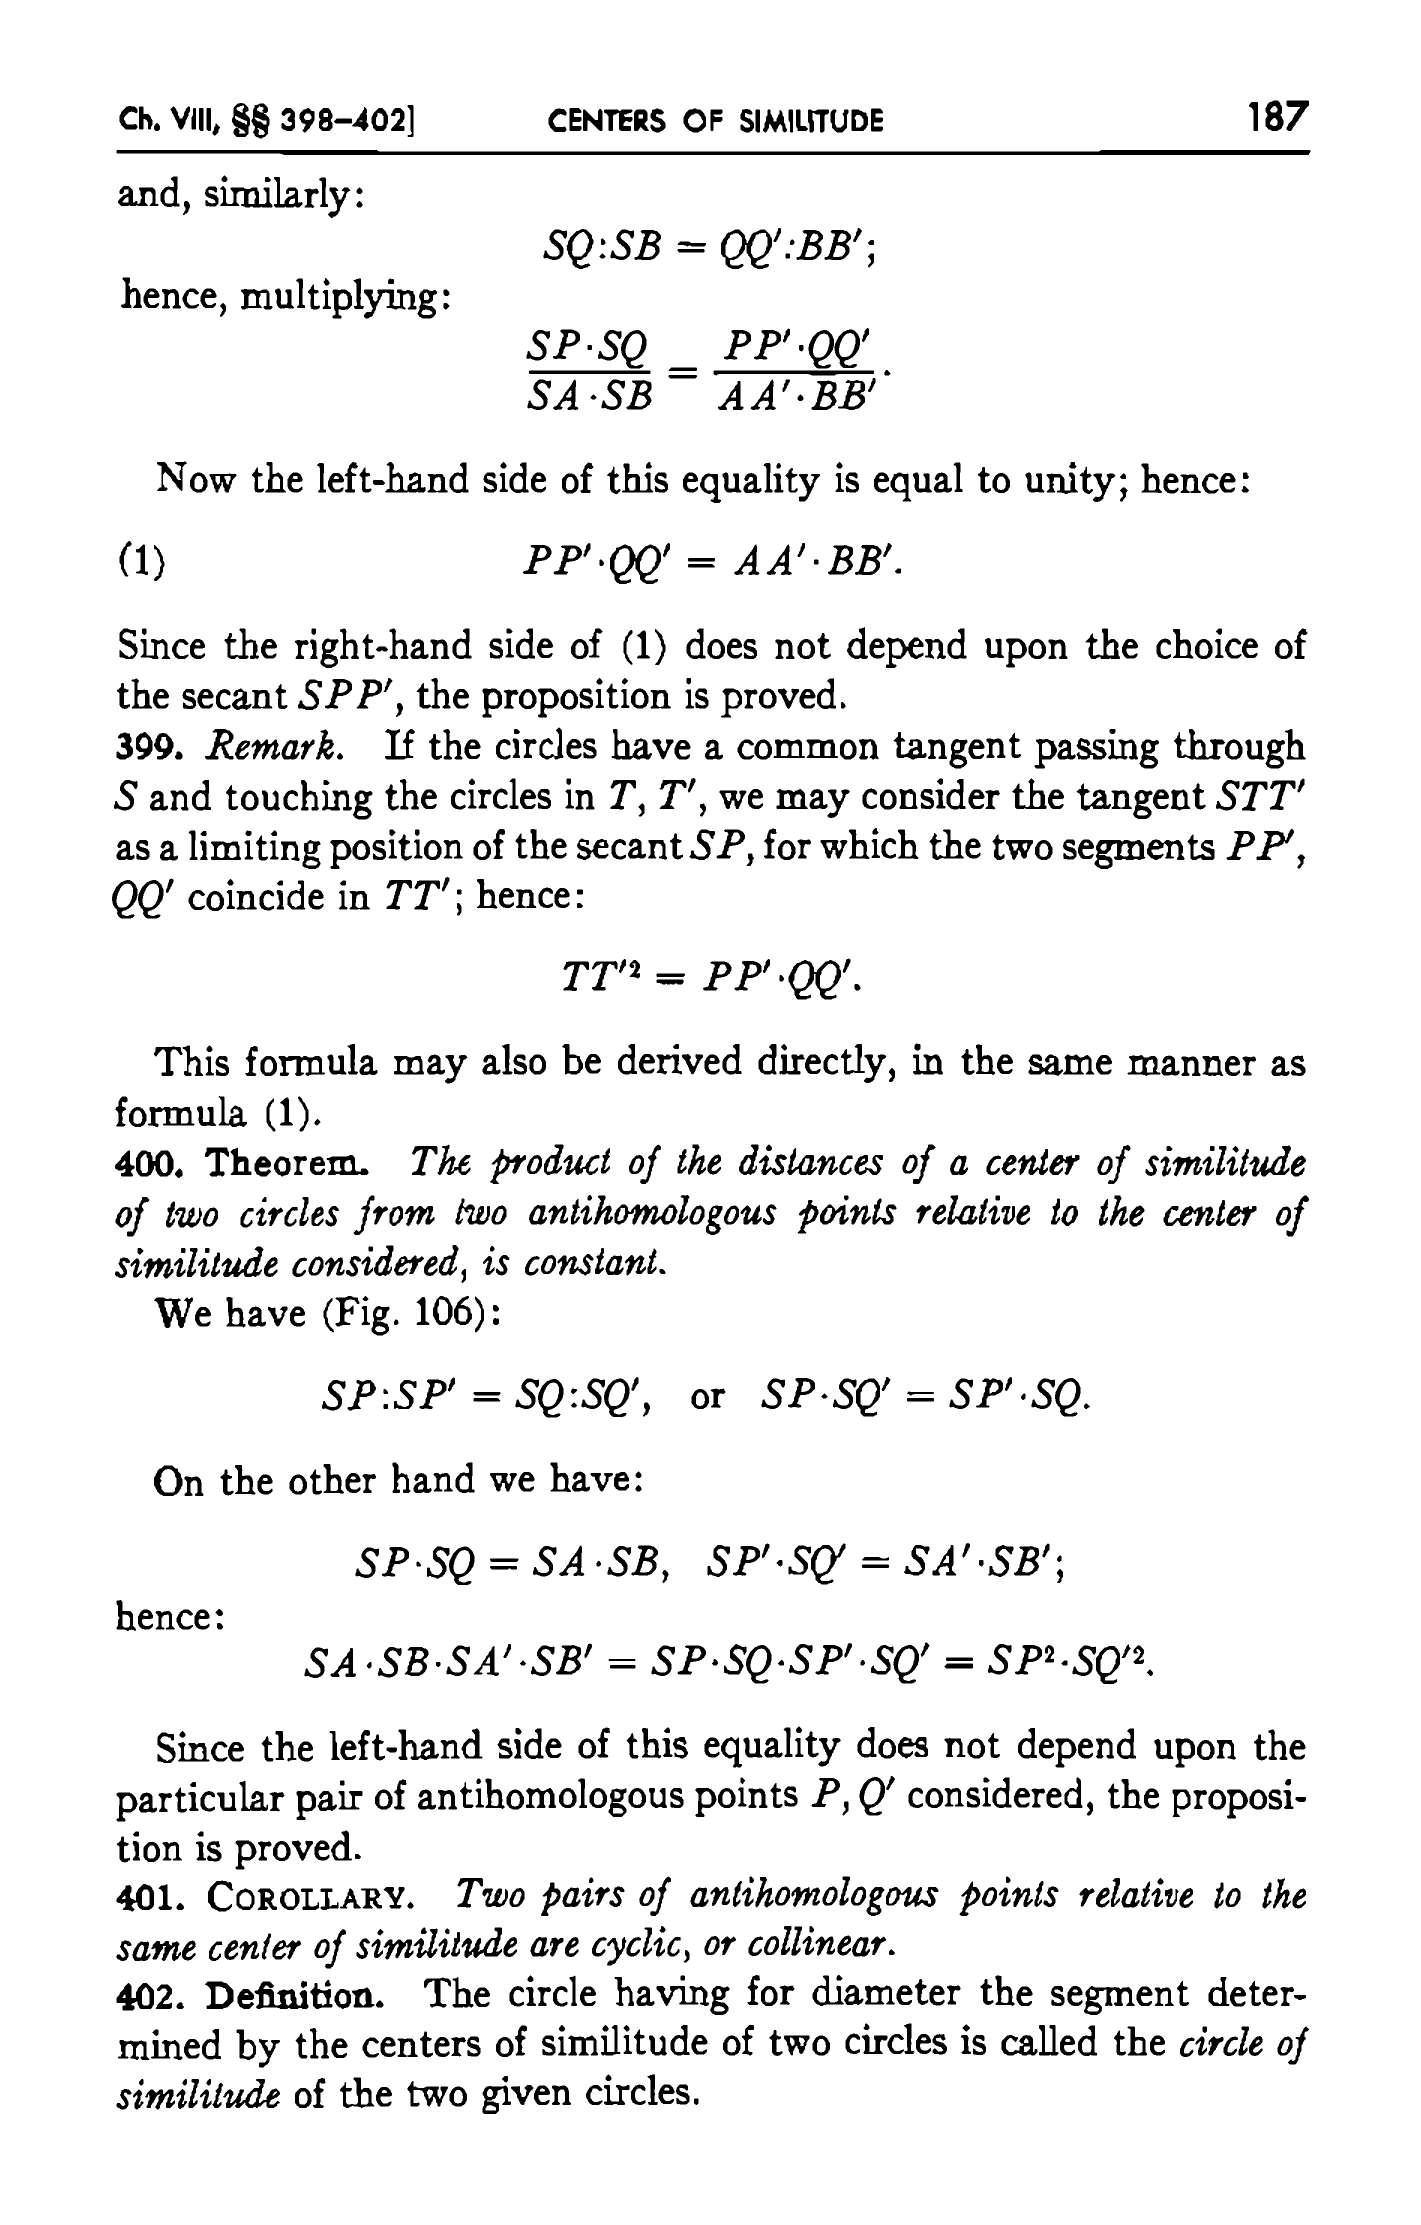 Ch. VIII, §§ 398–402] CENTERS OF SIMILITUDE 187
and, similarly:
SQ:SB = QQ′:BB′;
hence, multiplying:
SP·SQ / SA·SB = PP′·QQ′ / AA′·BB′.
Now the left-hand side of this equality is equal to unity; hence:
(1) PP′·QQ′ = AA′·BB′.
Since the right-hand side of (1) does not depend upon the choice of
the secant SPP′, the proposition is proved.
399. Remark. If the circles have a common tangent passing through
S and touching the circles in T, T′, we may consider the tangent STT′
as a limiting position of the secant SP, for which the two segments PP′,
QQ′ coincide in TT′; hence:
TT′² = PP′·QQ′.
This formula may also be derived directly, in the same manner as
formula (1).
400. Theorem. The product of the distances of a center of similitude
of two circles from two antihomologous points relative to the center of
similitude considered, is constant.
We have (Fig. 106):
SP:SP′ = SQ:SQ′, or SP·SQ′ = SP′·SQ.
On the other hand we have:
SP·SQ = SA·SB, SP′·SQ′ = SA′·SB′;
hence:
SA·SB·SA′·SB′ = SP·SQ·SP′·SQ′ = SP²·SQ′².
Since the left-hand side of this equality does not depend upon the
particular pair of antihomologous points P, Q′ considered, the proposi-
tion is proved.
401. COROLLARY. Two pairs of antihomologous points relative to the
same center of similitude are cyclic, or collinear.
402. Definition. The circle having for diameter the segment deter-
mined by the centers of similitude of two circles is called the circle of
similitude of the two given circles.